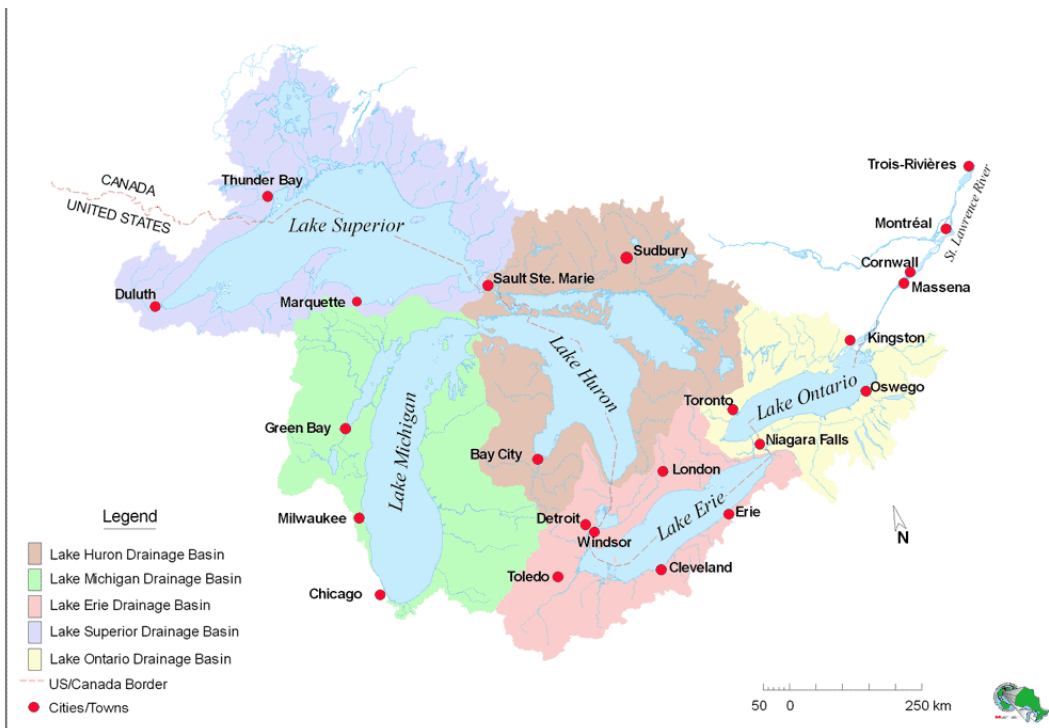 Trois-Rivières
Thunder Bay
CANADA
UNITED STATES
Lake Superior
Montréal
St. Lawrence River
Sudbury
Cornwall
Sault Ste. Marie
Massena
Duluth
Marquette
Kingston
Lake Huron
Lake Ontario
Oswego
Toronto
Lake Michigan
Green Bay
Niagara Falls
Bay City
London
Lake Erie
Erie
Legend
Milwaukee
Detroit
Windsor
N
Lake Huron Drainage Basin
Lake Michigan Drainage Basin
Toledo
Cleveland
Chicago
Lake Erie Drainage Basin
Lake Superior Drainage Basin
Lake Ontario Drainage Basin
US/Canada Border
Cities/Towns
50 0 250 km